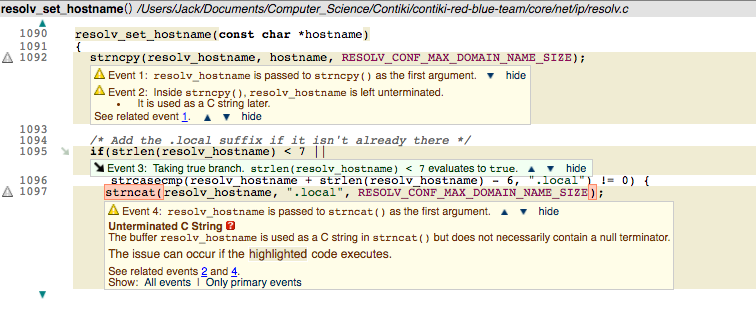 resolv_set_hostname() /Users/Jack/Documents/Computer_Science/Contiki/contiki-red-blue-team/core/net/ip/resolv.c
1090 resolv_set_hostname(const char *hostname)
1091 {
1092 strncpy(resolv_hostname, hostname, RESOLV_CONF_MAX_DOMAIN_NAME_SIZE);
Event 1: resolv_hostname is passed to strncpy() as the first argument. ▼ hide
Event 2: Inside strncpy(), resolv_hostname is left unterminated.
• It is used as a C string later.
See related event 1. ▲ ▼ hide
1093
1094 /* Add the .local suffix if it isn't already there */
1095 if(strlen(resolv_hostname) < 7 ||
Event 3: Taking true branch. strlen(resolv_hostname) < 7 evaluates to true. ▲ ▼ hide
1096 strcasecmp(resolv_hostname + strlen(resolv_hostname) - 6, ".local") != 0) {
1097 strncat(resolv_hostname, ".local", RESOLV_CONF_MAX_DOMAIN_NAME_SIZE);
Event 4: resolv_hostname is passed to strncat() as the first argument. ▲ ▼ hide
Unterminated C String ?
The buffer resolv_hostname is used as a C string in strncat() but does not necessarily contain a null terminator.
The issue can occur if the highlighted code executes.
See related events 2 and 4.
Show: All events | Only primary events